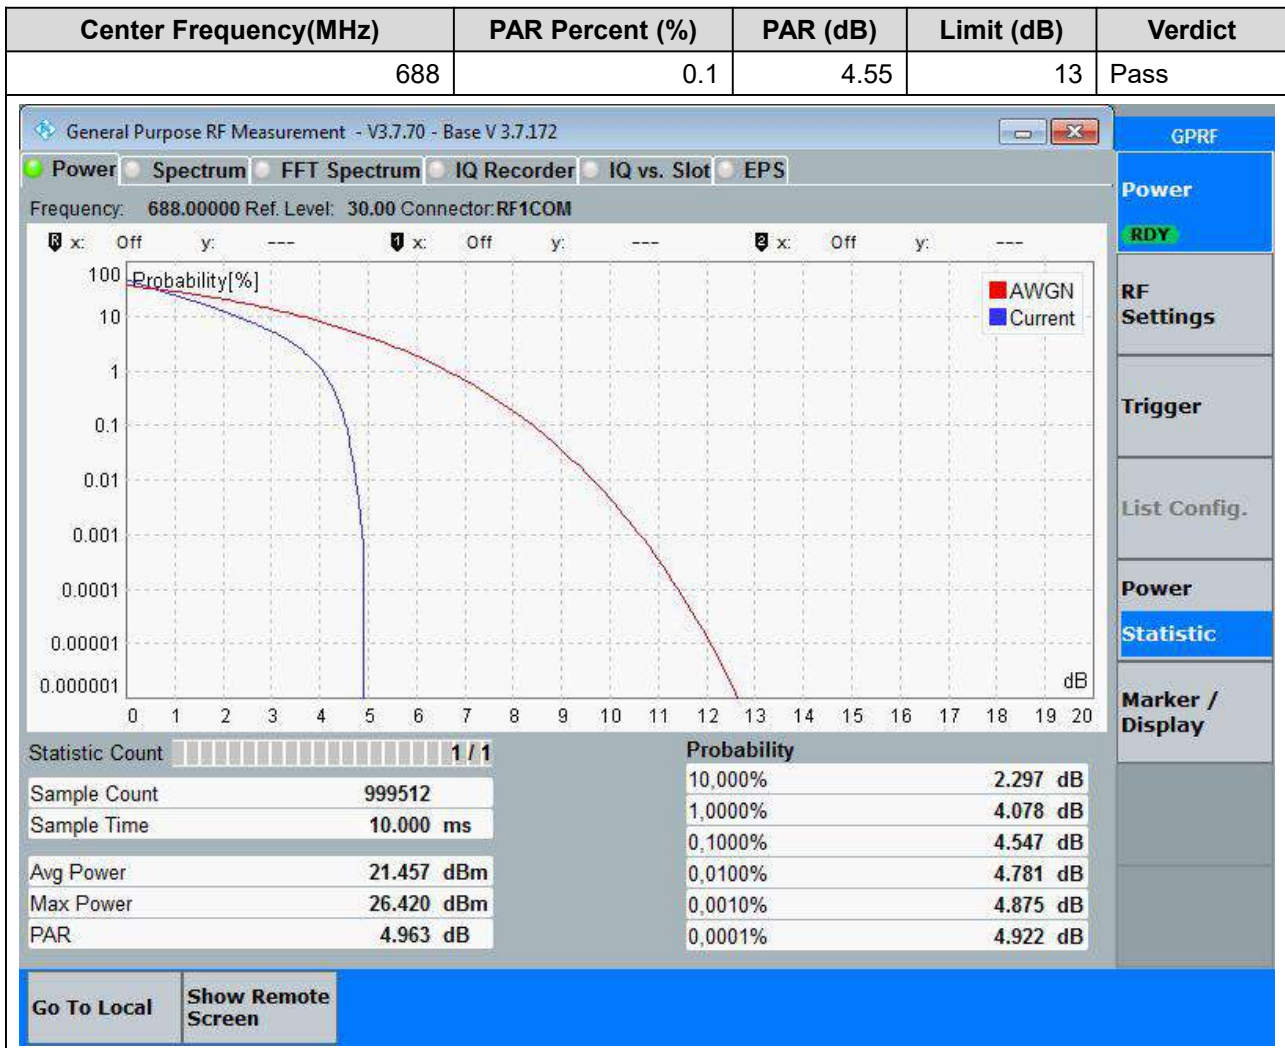 Center Frequency(MHz) PAR Percent (%) PAR (dB) Limit (dB) Verdict
688 0.1 4.55 13 Pass
General Purpose RF Measurement - V3.7.70 - Base V 3.7.172
GPRF
Power Spectrum FFT Spectrum IQ Recorder IQ vs. Slot EPS
Frequency: 688.00000 Ref. Level: 30.00 Connector:RF1COM
R x: Off y: --- 1 x: Off y: --- 2 x: Off y: ---
Probability[%]
AWGN
Current
100
10
1
0.1
0.01
0.001
0.0001
0.00001
0.000001
dB
0 1 2 3 4 5 6 7 8 9 10 11 12 13 14 15 16 17 18 19 20
Statistic Count 1 / 1
Sample Count 999512
Sample Time 10.000 ms
Avg Power 21.457 dBm
Max Power 26.420 dBm
PAR 4.963 dB
Probability
10,000% 2.297 dB
1,0000% 4.078 dB
0,1000% 4.547 dB
0,0100% 4.781 dB
0,0010% 4.875 dB
0,0001% 4.922 dB
Power
RDY
RF
Settings
Trigger
List Config.
Power
Statistic
Marker /
Display
Go To Local
Show Remote
Screen